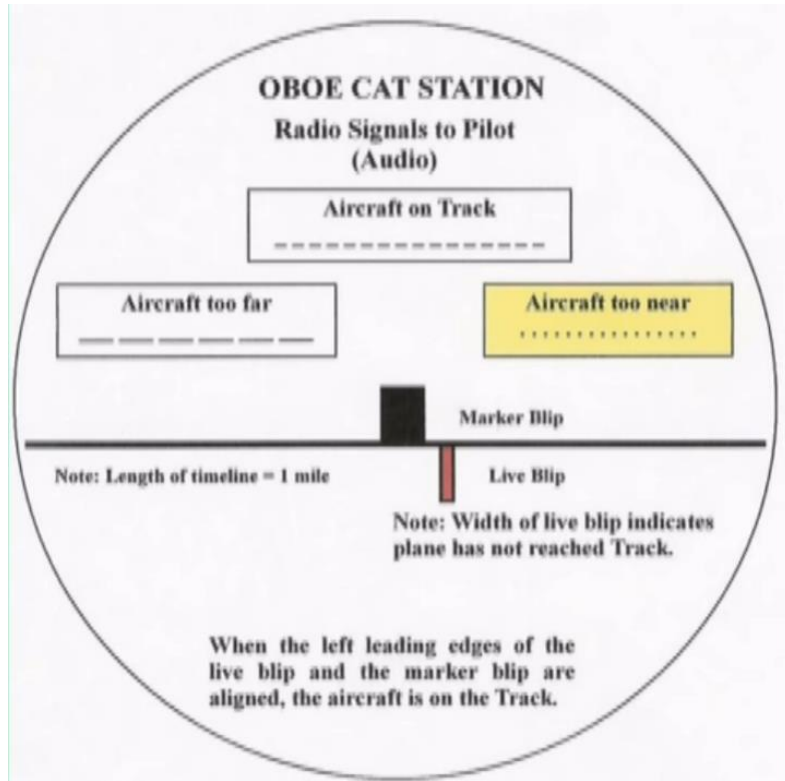 OBOE CAT STATION
Radio Signals to Pilot
(Audio)
Aircraft on Track
Aircraft too far
Aircraft too near
Marker Blip
Note: Length of timeline = 1 mile
Live Blip
Note: Width of live blip indicates
plane has not reached Track.
When the left leading edges of the
live blip and the marker blip are
aligned, the aircraft is on the Track.